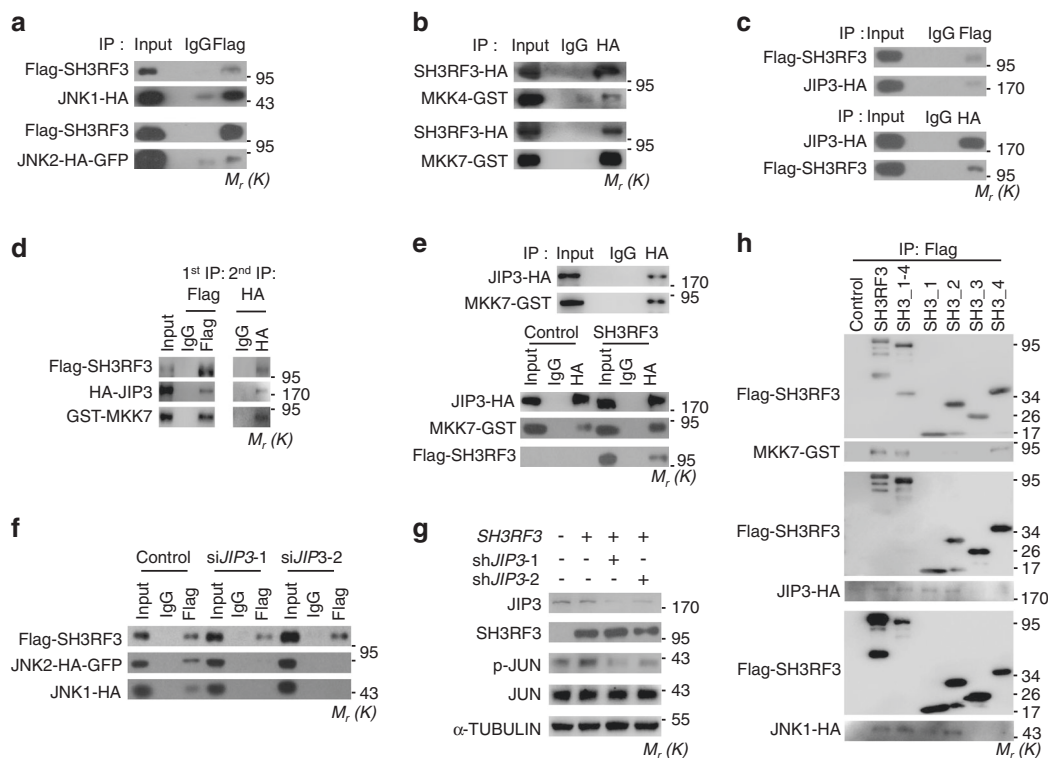 a
IP : Input IgG Flag
Flag-SH3RF3
- 95
JNK1-HA
- 43
Flag-SH3RF3
- 95
JNK2-HA-GFP
Mr (K)
b
IP : Input IgG HA
SH3RF3-HA
- 95
MKK4-GST
SH3RF3-HA
- 95
MKK7-GST
Mr (K)
c
IP : Input IgG Flag
Flag-SH3RF3
- 95
JIP3-HA
- 170
IP : Input IgG HA
JIP3-HA
- 170
Flag-SH3RF3
- 95
Mr (K)
d
1st IP: 2nd IP:
Flag HA
Input IgG Flag IgG HA
Flag-SH3RF3
- 95
HA-JIP3
- 170
- 95
GST-MKK7
Mr (K)
e
IP : Input IgG HA
JIP3-HA
- 170
- 95
MKK7-GST
Control SH3RF3
Input IgG HA Input IgG HA
JIP3-HA
- 170
MKK7-GST
- 95
Flag-SH3RF3
- 95
Mr (K)
f
Control siJIP3-1 siJIP3-2
Input IgG Flag Input IgG Flag Input IgG Flag
Flag-SH3RF3
- 95
JNK2-HA-GFP
JNK1-HA
- 43
Mr (K)
g
SH3RF3 - + + +
shJIP3-1 - - + -
shJIP3-2 - - - +
JIP3
- 170
SH3RF3
- 95
p-JUN
- 43
JUN
- 43
- 55
α-TUBULIN
Mr (K)
h
IP: Flag
Control SH3RF3 SH3_1-4 SH3_1 SH3_2 SH3_3 SH3_4
- 95
Flag-SH3RF3
- 34
- 26
- 17
- 95
MKK7-GST
- 95
Flag-SH3RF3
- 34
- 26
- 17
JIP3-HA
- 170
- 95
Flag-SH3RF3
- 34
- 26
- 17
JNK1-HA
- 43
Mr (K)